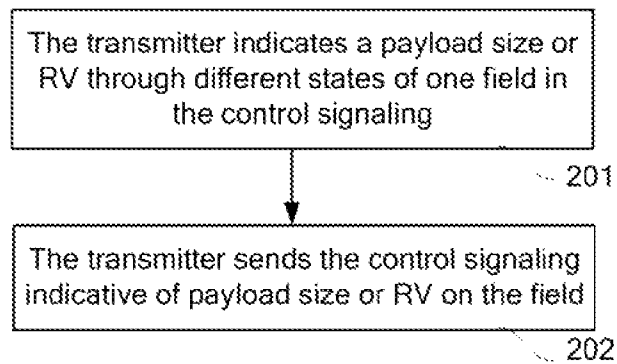 The transmitter indicates a payload size or
RV through different states of one field in
the control signaling
201
The transmitter sends the control signaling
indicative of payload size or RV on the field
202